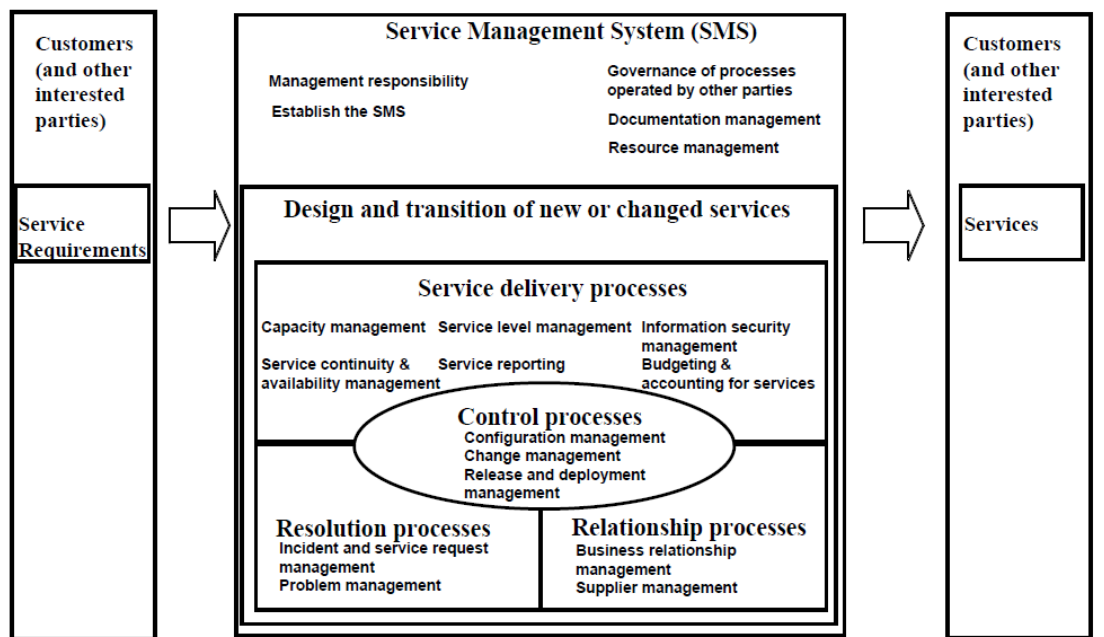 Customers
(and other
interested
parties)
Service
Requirements
Service Management System (SMS)
Management responsibility
Establish the SMS
Governance of processes
operated by other parties
Documentation management
Resource management
Design and transition of new or changed services
Service delivery processes
Capacity management
Service level management
Information security
management
Service continuity &
availability management
Service reporting
Budgeting &
accounting for services
Control processes
Configuration management
Change management
Release and deployment
management
Resolution processes
Incident and service request
management
Problem management
Relationship processes
Business relationship
management
Supplier management
Customers
(and other
interested
parties)
Services